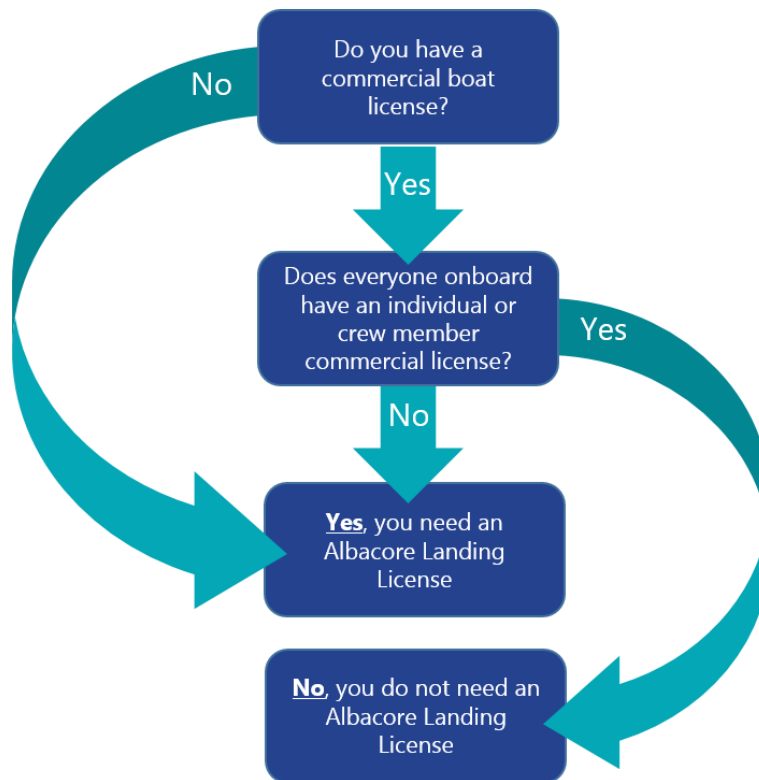 Do you have a
commercial boat
license?
No
Yes
Does everyone onboard
have an individual or
crew member
commercial license?
Yes
No
Yes, you need an
Albacore Landing
License
No, you do not need an
Albacore Landing
License